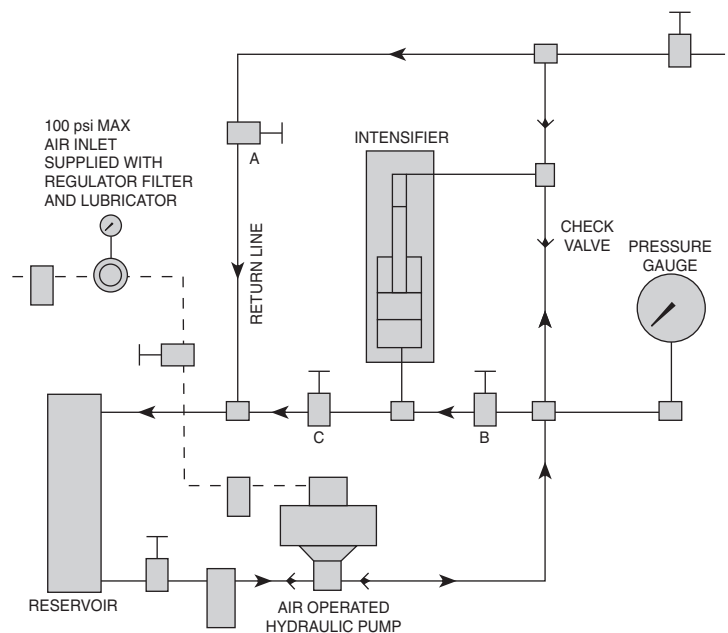 100 psi MAX
AIR INLET
SUPPLIED WITH
REGULATOR FILTER
AND LUBRICATOR
A
INTENSIFIER
RETURN LINE
CHECK
VALVE
PRESSURE
GAUGE
C
B
RESERVOIR
AIR OPERATED
HYDRAULIC PUMP